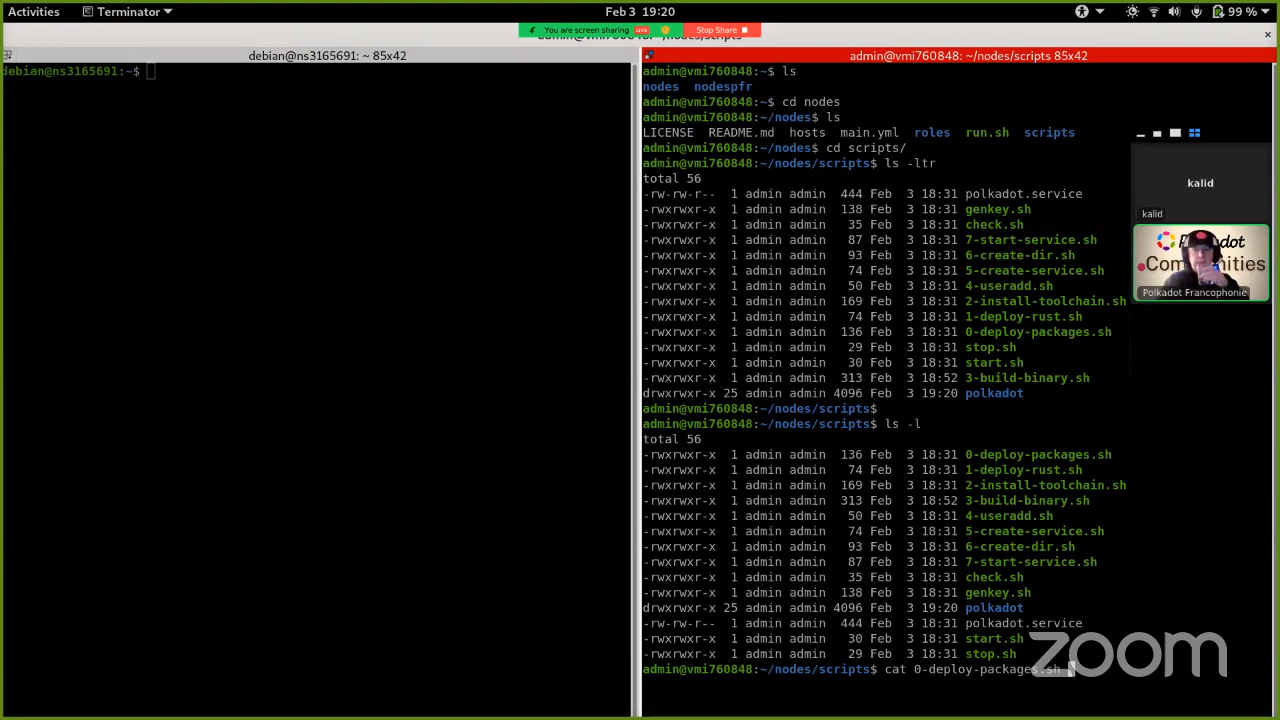 Activities Terminator Feb 3 19:20 99 %
You are screen sharing LIVE Stop Share
debian@ns3165691: ~ 85x42
debian@ns3165691:~$
admin@vmi760848: ~/nodes/scripts 85x42
admin@vmi760848:~$ ls
nodes nodespfr
admin@vmi760848:~$ cd nodes
admin@vmi760848:~/nodes$ ls
LICENSE README.md hosts main.yml roles run.sh scripts
admin@vmi760848:~/nodes$ cd scripts/
admin@vmi760848:~/nodes/scripts$ ls -ltr
total 56
-rw-rw-r-- 1 admin admin 444 Feb 3 18:31 polkadot.service
-rwxrwxr-x 1 admin admin 138 Feb 3 18:31 genkey.sh
-rwxrwxr-x 1 admin admin 35 Feb 3 18:31 check.sh
-rwxrwxr-x 1 admin admin 87 Feb 3 18:31 7-start-service.sh
-rwxrwxr-x 1 admin admin 93 Feb 3 18:31 6-create-dir.sh
-rwxrwxr-x 1 admin admin 74 Feb 3 18:31 5-create-service.sh
-rwxrwxr-x 1 admin admin 50 Feb 3 18:31 4-useradd.sh
-rwxrwxr-x 1 admin admin 169 Feb 3 18:31 2-install-toolchain.sh
-rwxrwxr-x 1 admin admin 74 Feb 3 18:31 1-deploy-rust.sh
-rwxrwxr-x 1 admin admin 136 Feb 3 18:31 0-deploy-packages.sh
-rwxrwxr-x 1 admin admin 29 Feb 3 18:31 stop.sh
-rwxrwxr-x 1 admin admin 30 Feb 3 18:31 start.sh
-rwxrwxr-x 1 admin admin 313 Feb 3 18:52 3-build-binary.sh
drwxrwxr-x 25 admin admin 4096 Feb 3 19:20 polkadot
admin@vmi760848:~/nodes/scripts$
admin@vmi760848:~/nodes/scripts$ ls -l
total 56
-rwxrwxr-x 1 admin admin 136 Feb 3 18:31 0-deploy-packages.sh
-rwxrwxr-x 1 admin admin 74 Feb 3 18:31 1-deploy-rust.sh
-rwxrwxr-x 1 admin admin 169 Feb 3 18:31 2-install-toolchain.sh
-rwxrwxr-x 1 admin admin 313 Feb 3 18:52 3-build-binary.sh
-rwxrwxr-x 1 admin admin 50 Feb 3 18:31 4-useradd.sh
-rwxrwxr-x 1 admin admin 74 Feb 3 18:31 5-create-service.sh
-rwxrwxr-x 1 admin admin 93 Feb 3 18:31 6-create-dir.sh
-rwxrwxr-x 1 admin admin 87 Feb 3 18:31 7-start-service.sh
-rwxrwxr-x 1 admin admin 35 Feb 3 18:31 check.sh
-rwxrwxr-x 1 admin admin 138 Feb 3 18:31 genkey.sh
drwxrwxr-x 25 admin admin 4096 Feb 3 19:20 polkadot
-rw-rw-r-- 1 admin admin 444 Feb 3 18:31 polkadot.service
-rwxrwxr-x 1 admin admin 30 Feb 3 18:31 start.sh
-rwxrwxr-x 1 admin admin 29 Feb 3 18:31 stop.sh
admin@vmi760848:~/nodes/scripts$ cat 0-deploy-packages.sh
kalid
kalid
Polkadot Francophonie
zoom